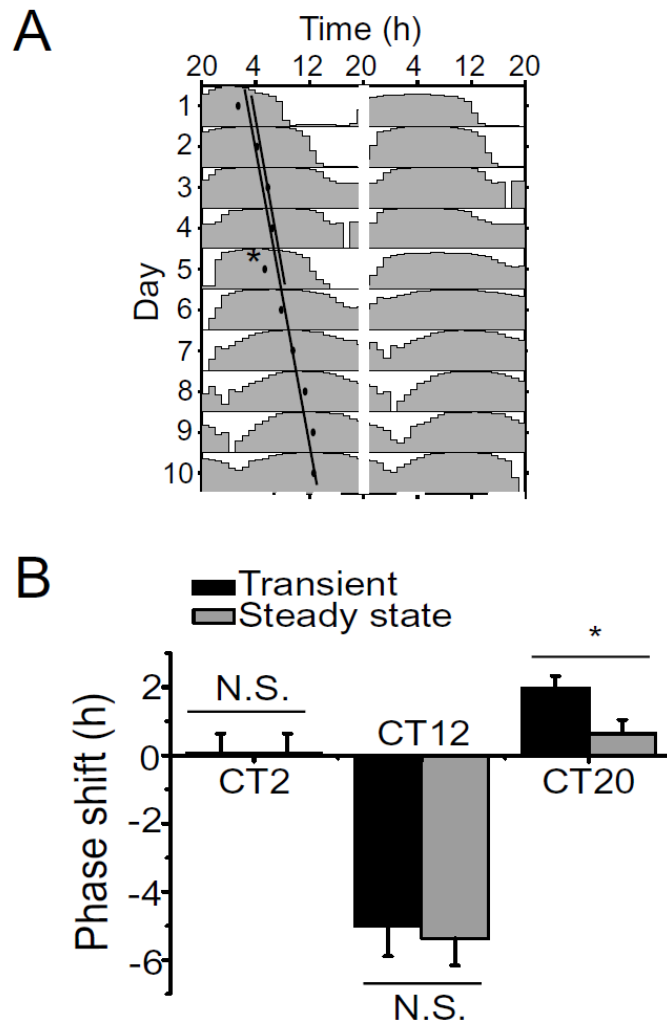 A
Time (h)
20 4 12 20 4 12 20
Day
1
2
3
4
*
5
6
7
8
9
10
B
Transient
Steady state
Phase shift (h)
2
0
-2
-4
-6
N.S.
CT2
CT12
N.S.
*
CT20